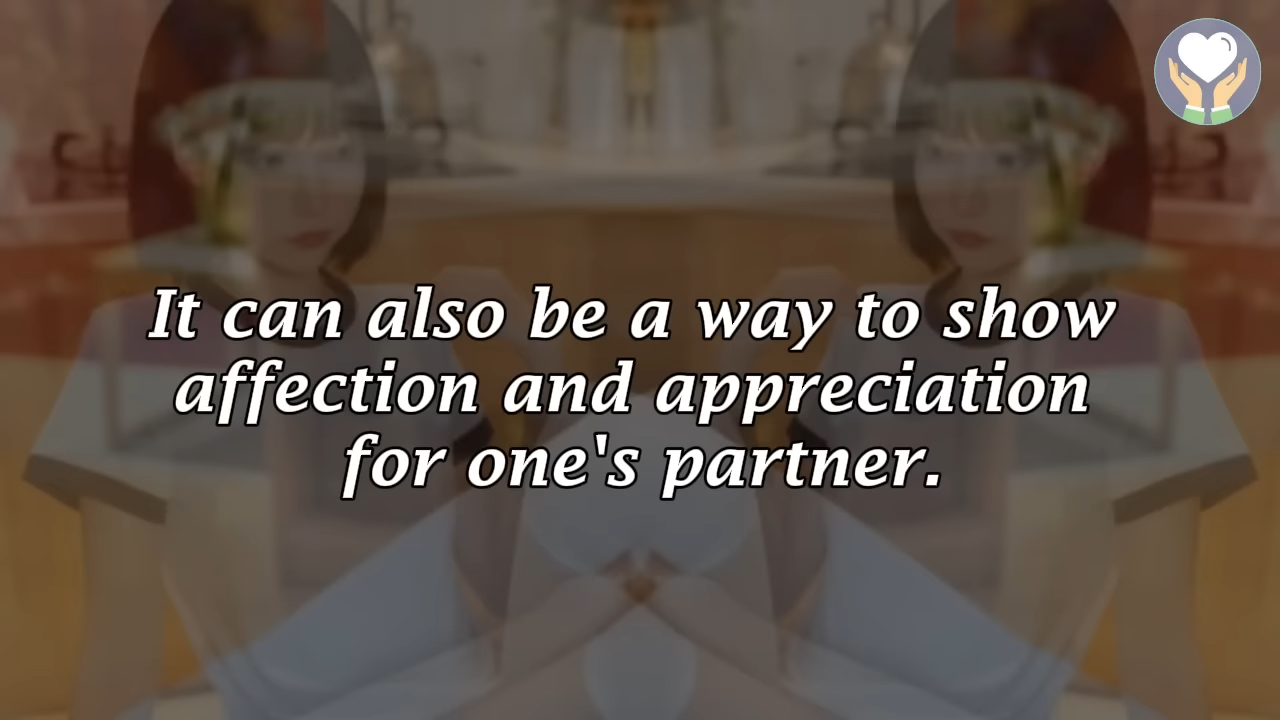 It can also be a way to show
affection and appreciation
for one's partner.